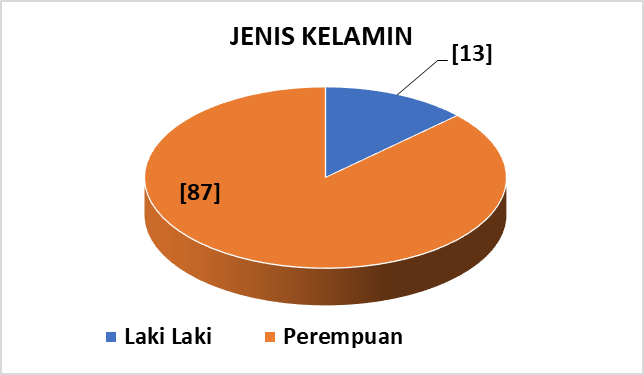 JENIS KELAMIN
[13]
[87]
Laki Laki
Perempuan